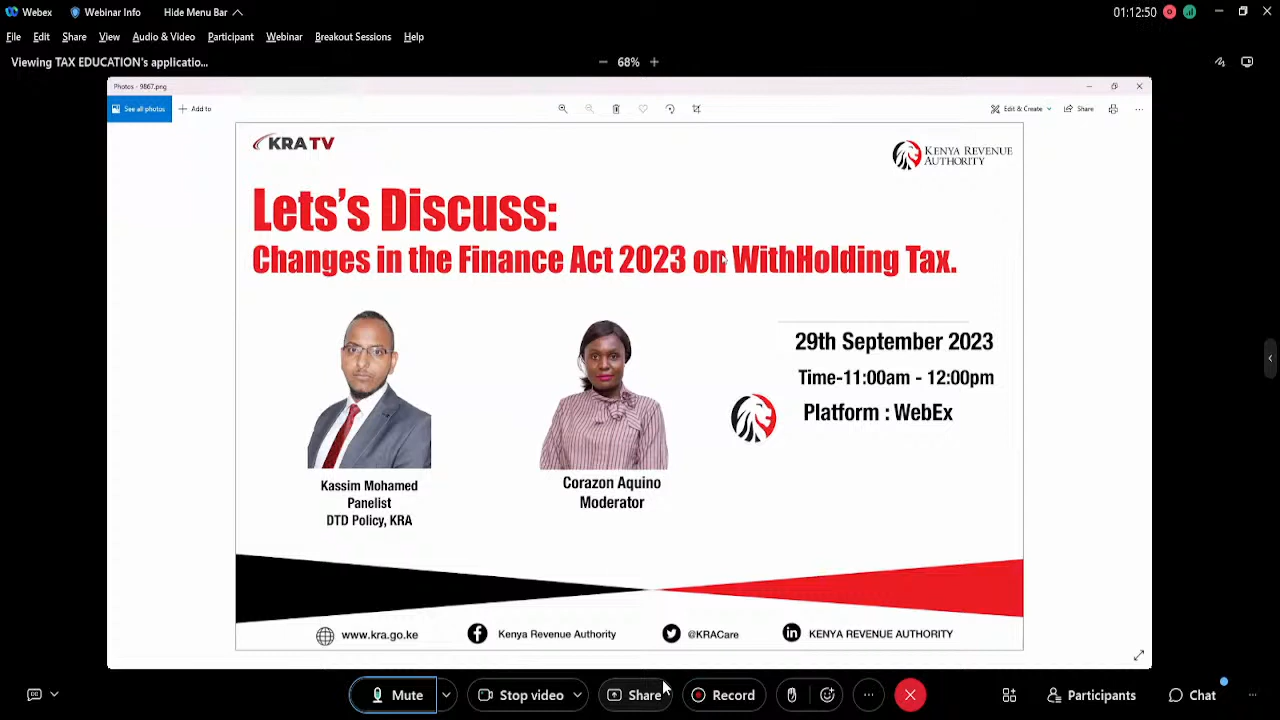 Webex
Webinar Info
Hide Menu Bar
01:12:50
File
Edit
Share
View
Audio & Video
Participant
Webinar
Breakout Sessions
Help
Viewing TAX EDUCATION's applicatio...
68%
Photos - 9867.png
See all photos
Add to
Edit & Create
Share
KRA TV
KENYA REVENUE
AUTHORITY
Lets's Discuss:
Changes in the Finance Act 2023 on WithHolding Tax.
29th September 2023
Time-11:00am - 12:00pm
Platform : WebEx
Kassim Mohamed
Panelist
DTD Policy, KRA
Corazon Aquino
Moderator
www.kra.go.ke
Kenya Revenue Authority
@KRACare
KENYA REVENUE AUTHORITY
Mute
Stop video
Share
Record
Participants
Chat